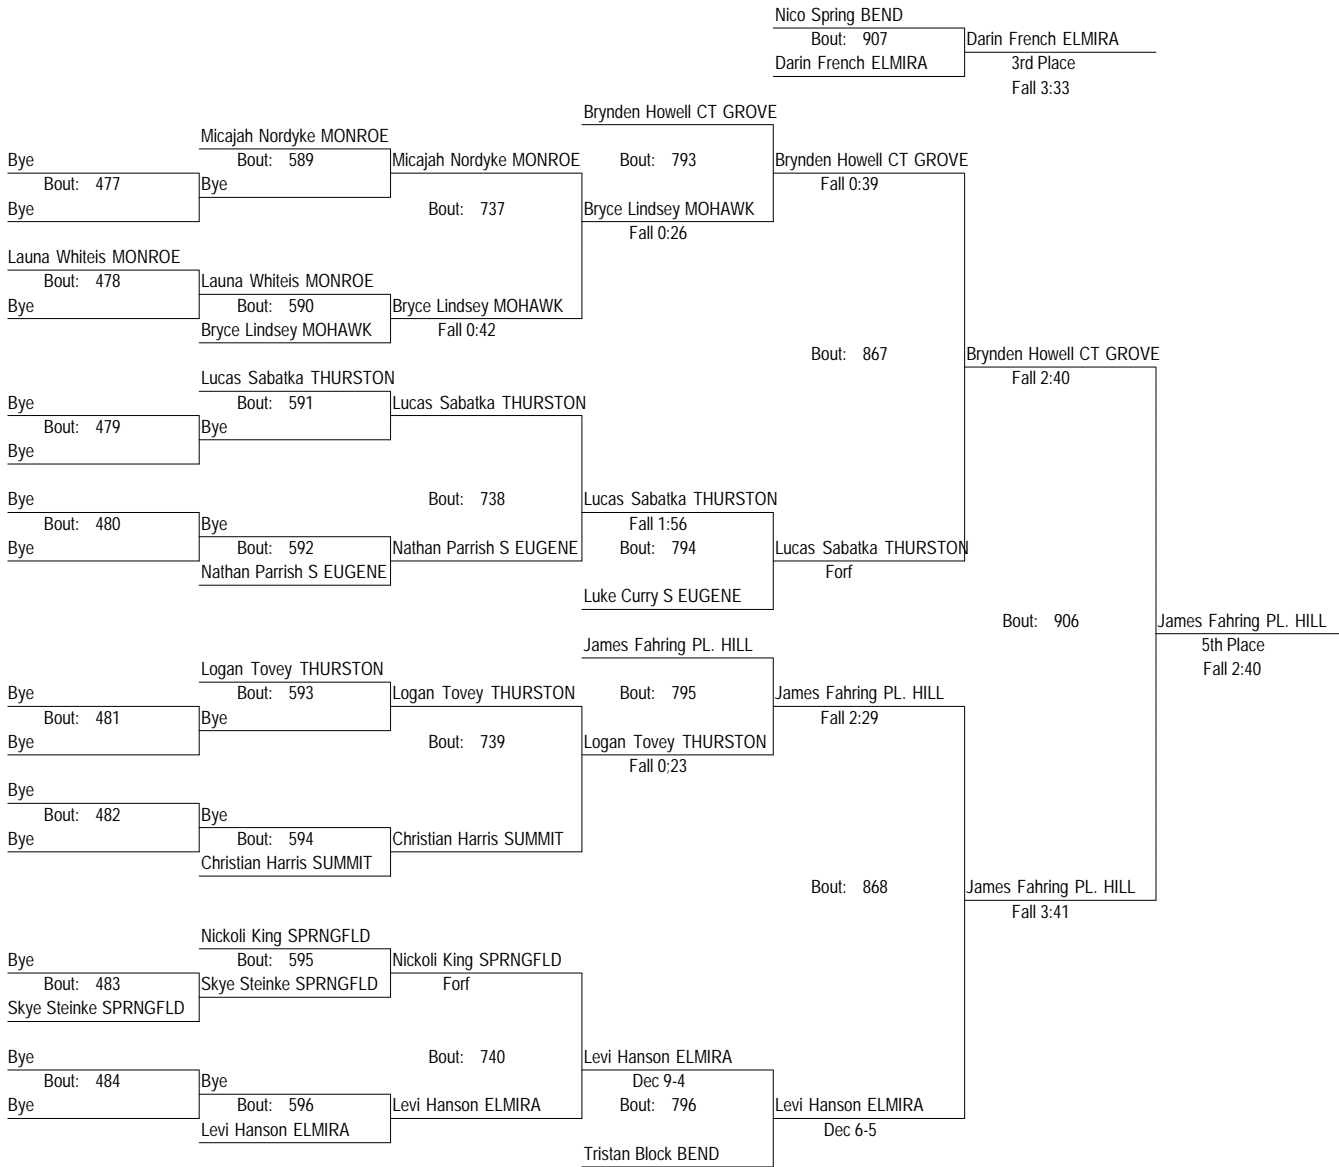 Nico Spring BEND
Bout: 907 Darin French ELMIRA
Darin French ELMIRA 3rd Place
Fall 3:33
Brynden Howell CT GROVE
Micajah Nordyke MONROE
Bye Bout: 589 Micajah Nordyke MONROE Bout: 793 Brynden Howell CT GROVE
Bout: 477 Bye Fall 0:39
Bye Bout: 737 Bryce Lindsey MOHAWK
Fall 0:26
Launa Whiteis MONROE
Bout: 478 Launa Whiteis MONROE
Bye Bout: 590 Bryce Lindsey MOHAWK
Bryce Lindsey MOHAWK Fall 0:42
Bout: 867 Brynden Howell CT GROVE
Lucas Sabatka THURSTON Fall 2:40
Bye Bout: 591 Lucas Sabatka THURSTON
Bout: 479 Bye
Bye
Bye Bout: 738 Lucas Sabatka THURSTON
Bout: 480 Bye Fall 1:56
Bye Bout: 592 Nathan Parrish S EUGENE Bout: 794 Lucas Sabatka THURSTON
Nathan Parrish S EUGENE Forf
Luke Curry S EUGENE
Bout: 906 James Fahring PL. HILL
James Fahring PL. HILL 5th Place
Logan Tovey THURSTON Fall 2:40
Bye Bout: 593 Logan Tovey THURSTON Bout: 795 James Fahring PL. HILL
Bout: 481 Bye Fall 2:29
Bye Bout: 739 Logan Tovey THURSTON
Fall 0;23
Bye
Bout: 482 Bye
Bye Bout: 594 Christian Harris SUMMIT
Christian Harris SUMMIT
Bout: 868 James Fahring PL. HILL
Fall 3:41
Nickoli King SPRNGFLD
Bye Bout: 595 Nickoli King SPRNGFLD
Bout: 483 Skye Steinke SPRNGFLD Forf
Skye Steinke SPRNGFLD
Bye Bout: 740 Levi Hanson ELMIRA
Bout: 484 Bye Dec 9-4
Bye Bout: 596 Levi Hanson ELMIRA Bout: 796 Levi Hanson ELMIRA
Levi Hanson ELMIRA Dec 6-5
Tristan Block BEND